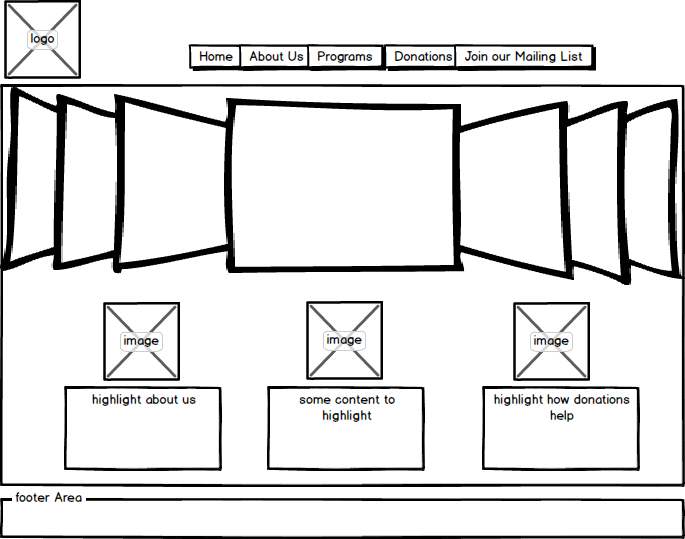 logo
Home
About Us
Programs
Donations
Join our Mailing List
image
image
image
highlight about us
some content to
highlight
highlight how donations
help
footer Area